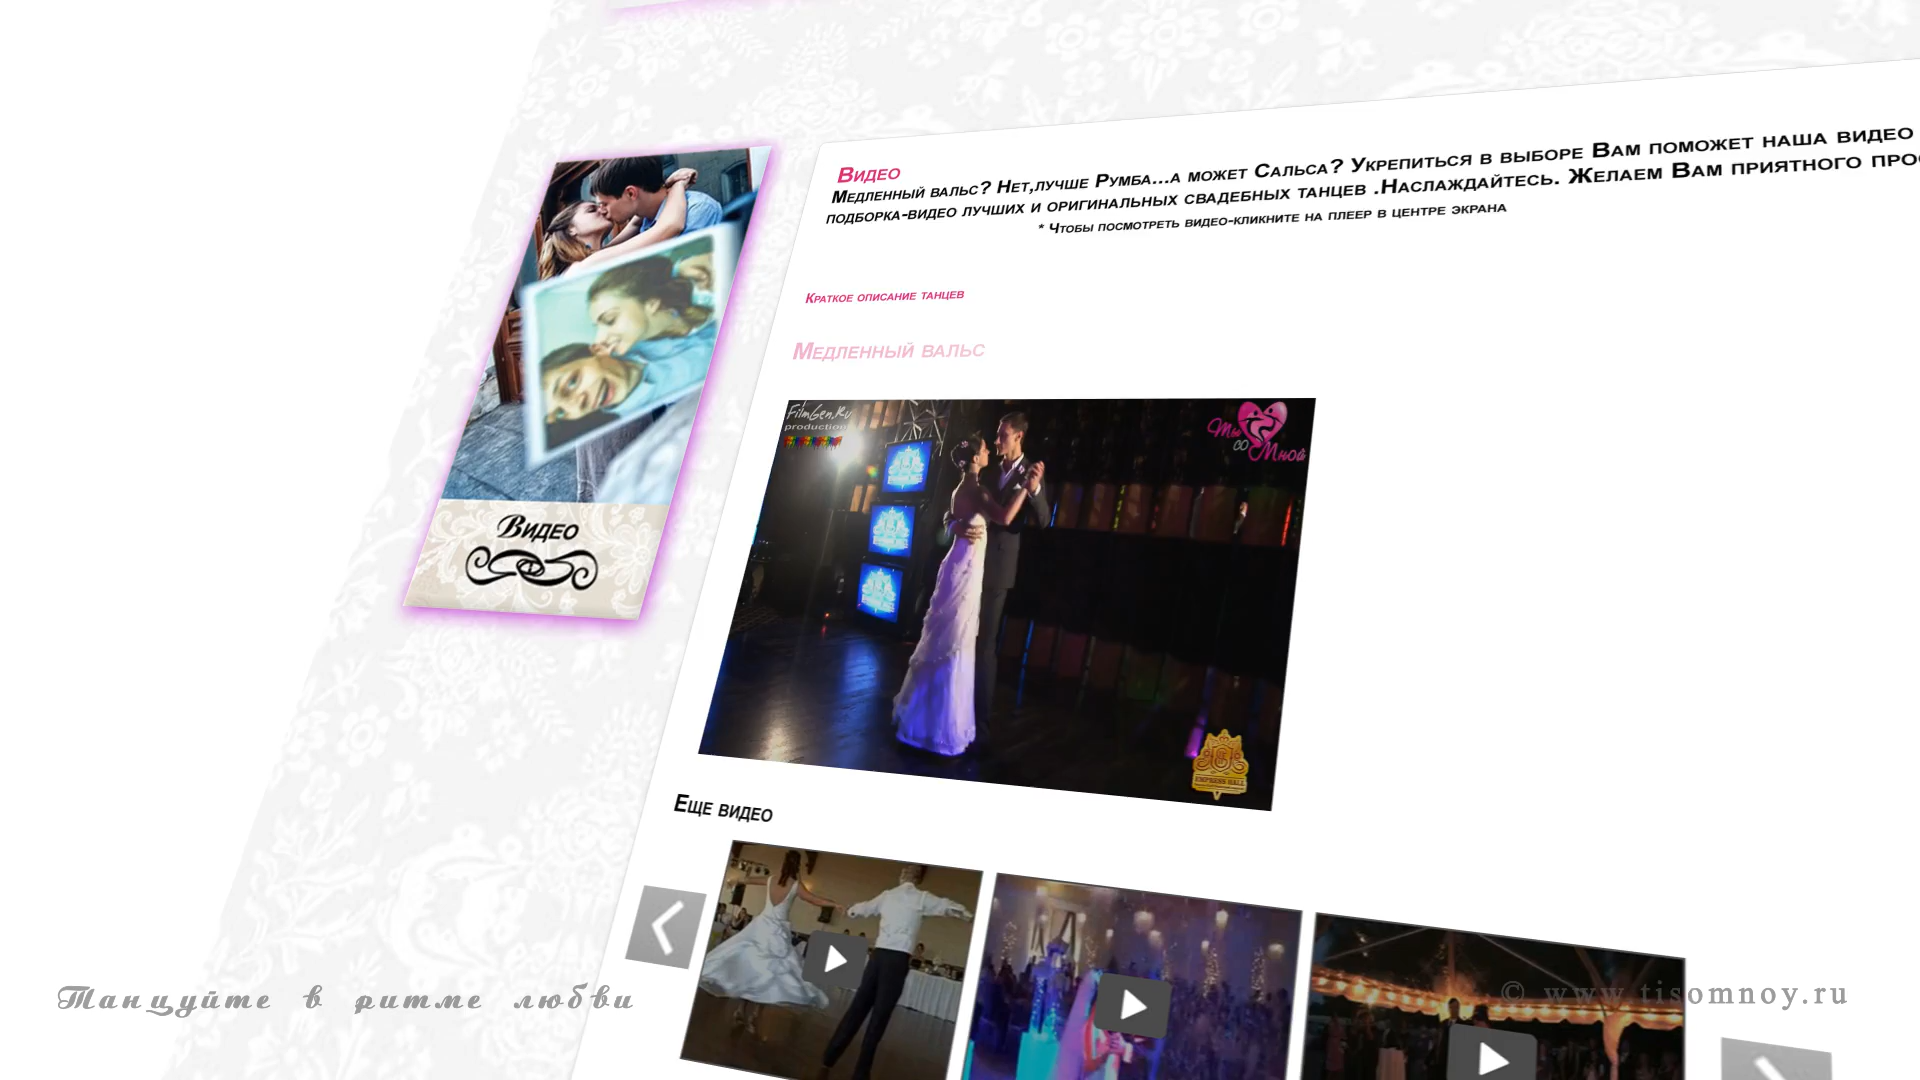 Видео
Медленный вальс? Нет,лучше Румба...а может Сальса? Укрепиться в выборе Вам поможет наша видео
подборка-видео лучших и оригинальных свадебных танцев .Наслаждайтесь. Желаем Вам приятного
* Чтобы посмотреть видео-кликните на плеер в центре экрана
Краткое описание танцев
Медленный вальс
FilmGen.Ru
production
Ты
со
Мной
Видео
EMPRESS HALL
Еще видео
Танцуйте в ритме любви
© www.tisomnoy.ru